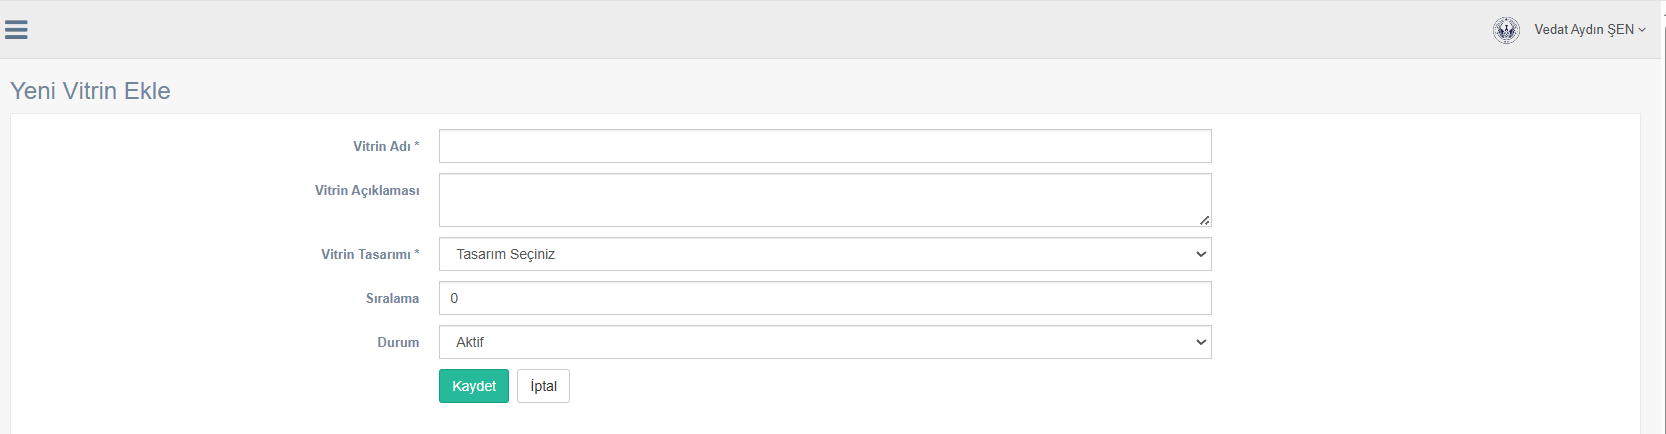 Vedat Aydın ŞEN
Yeni Vitrin Ekle
Vitrin Adı *
Vitrin Açıklaması
Vitrin Tasarımı * Tasarım Seçiniz
Sıralama 0
Durum Aktif
Kaydet İptal